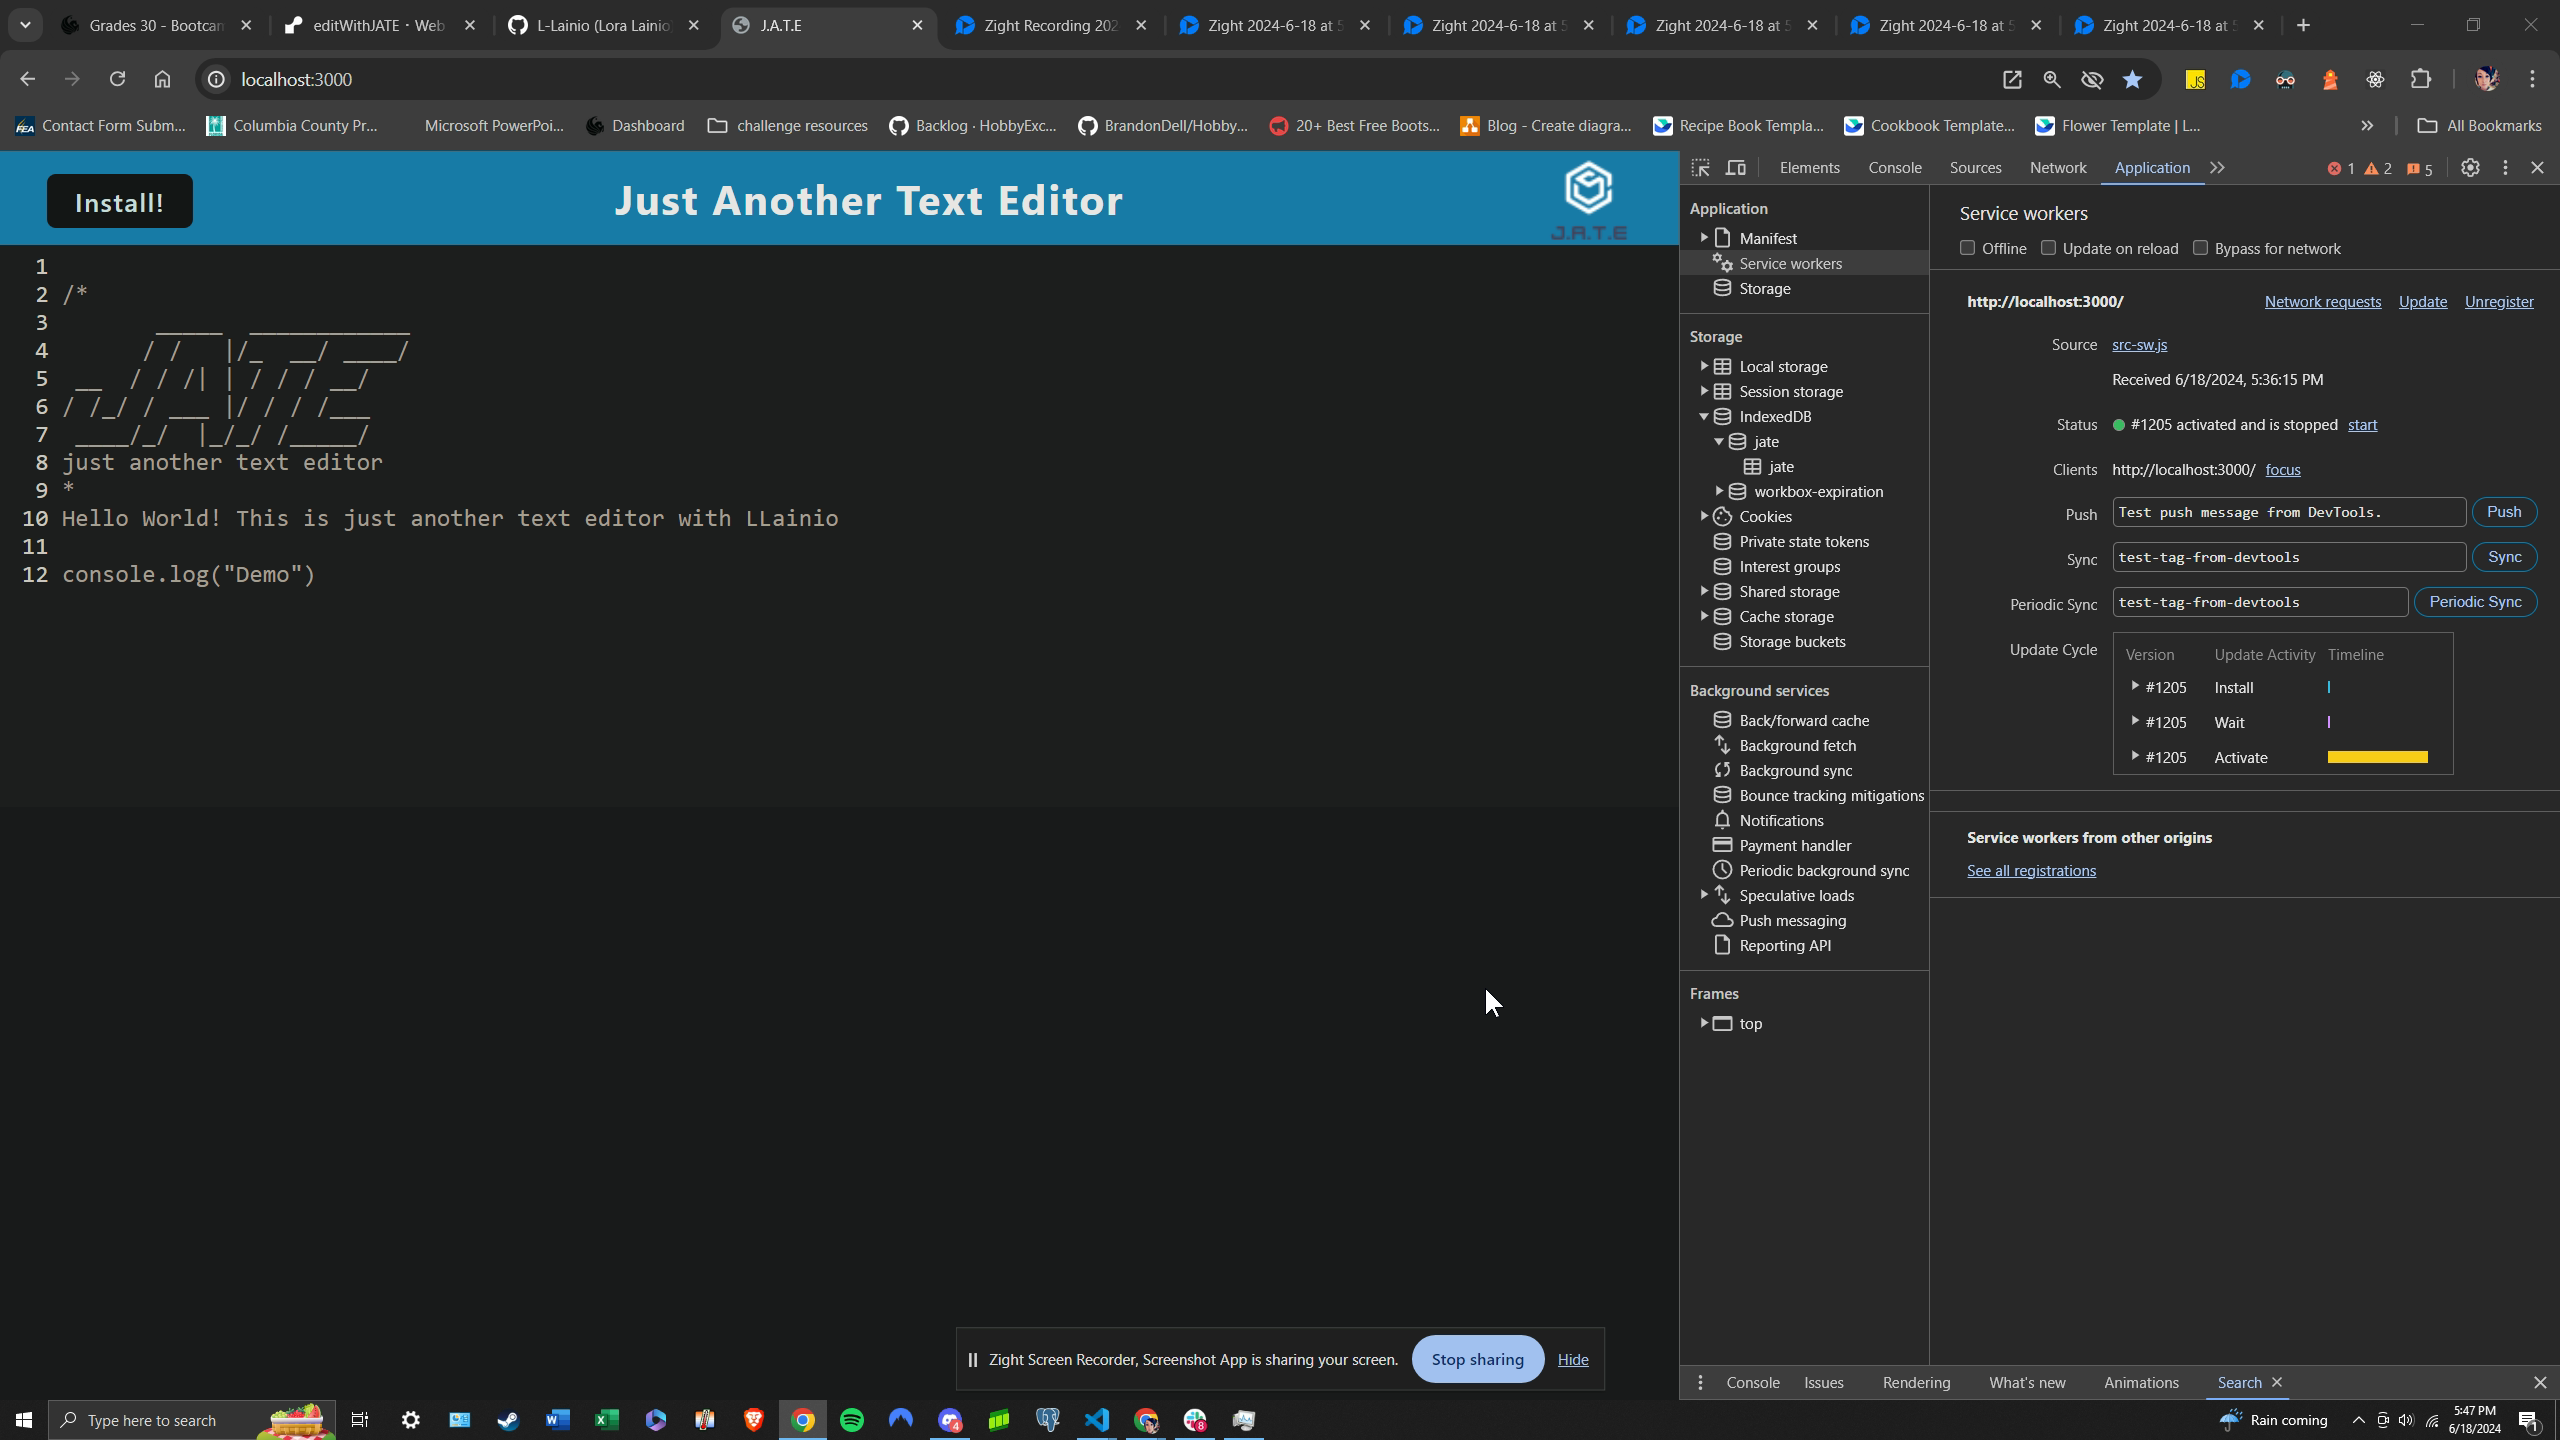 Grades 30 - Bootcan
editWithJATE · Web
L-Lainio (Lora Lainio
J.A.T.E
Zight Recording 202
Zight 2024-6-18 at 5
Zight 2024-6-18 at 5
Zight 2024-6-18 at 5
Zight 2024-6-18 at 5
Zight 2024-6-18 at 5
localhost:3000
JS
Contact Form Subm...
Columbia County Pr...
Microsoft PowerPoi...
Dashboard
challenge resources
Backlog · HobbyExc...
BrandonDell/Hobby...
20+ Best Free Boots...
Blog - Create diagra...
Recipe Book Templa...
Cookbook Template...
Flower Template | L...
All Bookmarks
Install!
Just Another Text Editor
J.A.T.E
1
2 /*
3       _____  ____________
4      / /   |/_  __/ ____/
5 __  / / /| | / / / __/
6 / /_/ / ___ |/ / / /___
7 ____/_/  |_/_/ /_____/
8 just another text editor
9 *
10 Hello World! This is just another text editor with LLainio
11
12 console.log("Demo")
Elements Console Sources Network Application
1 2 5
Application
Manifest
Service workers
Storage
Storage
Local storage
Session storage
IndexedDB
jate
jate
workbox-expiration
Cookies
Private state tokens
Interest groups
Shared storage
Cache storage
Storage buckets
Background services
Back/forward cache
Background fetch
Background sync
Bounce tracking mitigations
Notifications
Payment handler
Periodic background sync
Speculative loads
Push messaging
Reporting API
Frames
top
Service workers
Offline Update on reload Bypass for network
http://localhost:3000/ Network requests Update Unregister
Source src-sw.js
Received 6/18/2024, 5:36:15 PM
Status #1205 activated and is stopped start
Clients http://localhost:3000/ focus
Push Test push message from DevTools. Push
Sync test-tag-from-devtools Sync
Periodic Sync test-tag-from-devtools Periodic Sync
Update Cycle
Version Update Activity Timeline
#1205 Install
#1205 Wait
#1205 Activate
Service workers from other origins
See all registrations
Zight Screen Recorder, Screenshot App is sharing your screen. Stop sharing Hide
Console Issues Rendering What's new Animations Search
Type here to search
4
8
Rain coming
5:47 PM
6/18/2024
1